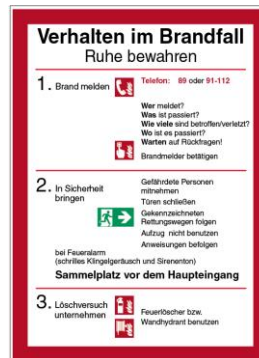 Verhalten im Brandfall
Ruhe bewahren
1. Brand melden
Telefon: 89 oder 91-112
Wer meldet?
Was ist passiert?
Wie viele sind betroffen/verletzt?
Wo ist es passiert?
Warten auf Rückfragen!
Brandmelder betätigen
2. In Sicherheit
bringen
Gefährdete Personen
mitnehmen
Türen schließen
Gekennzeichneten
Rettungswegen folgen
Aufzug nicht benutzen
Anweisungen befolgen
bei Feueralarm
(schrilles Klingelgeräusch und Sirenenton)
Sammelplatz vor dem Haupteingang
3. Löschversuch
unternehmen
Feuerlöscher bzw.
Wandhydrant benutzen